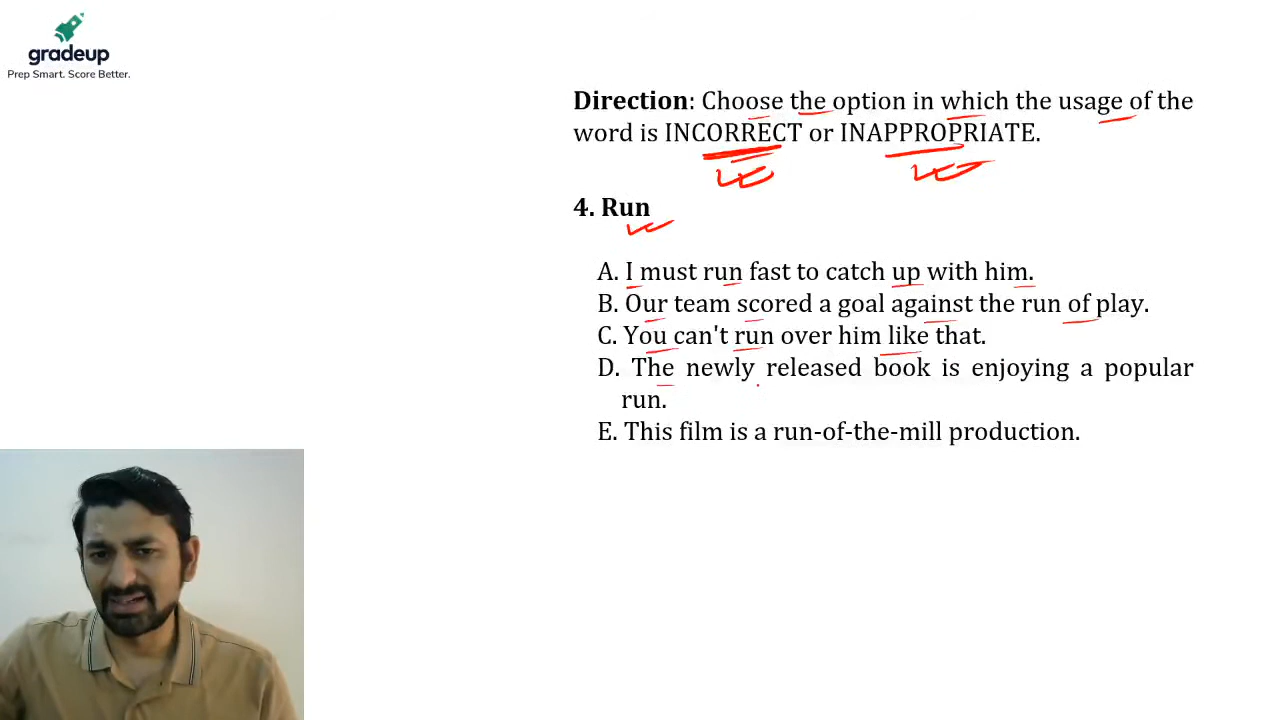 gradeup
Prep Smart. Score Better.
Direction: Choose the option in which the usage of the
word is INCORRECT or INAPPROPRIATE.
4. Run
A. I must run fast to catch up with him.
B. Our team scored a goal against the run of play.
C. You can't run over him like that.
D. The newly released book is enjoying a popular
run.
E. This film is a run-of-the-mill production.